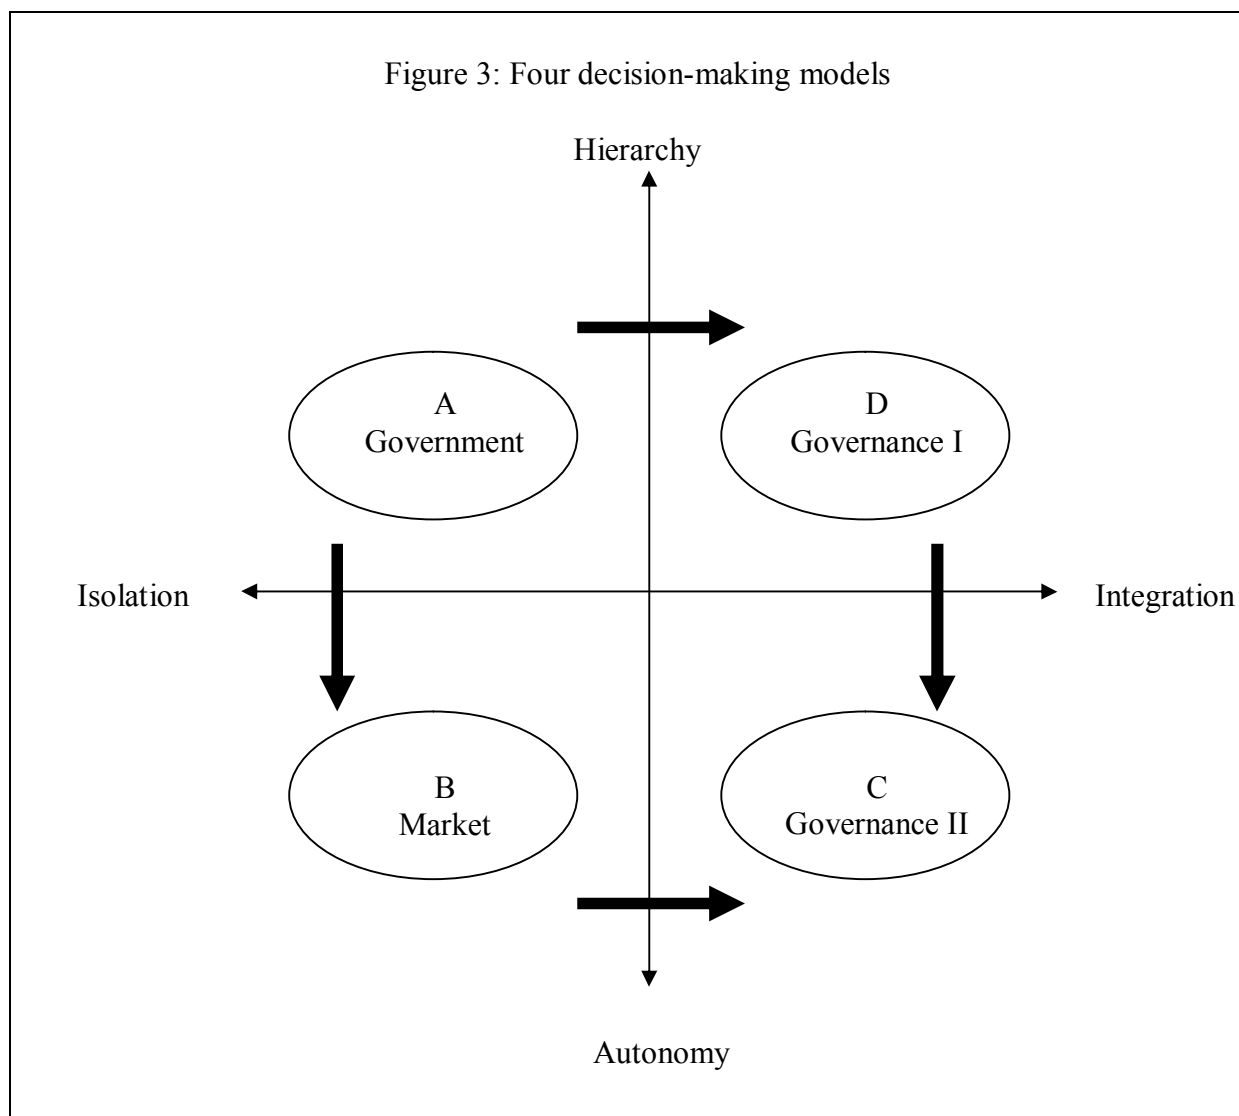 Figure 3: Four decision-making models
Hierarchy
A
Government
D
Governance I
Isolation
Integration
B
Market
C
Governance II
Autonomy